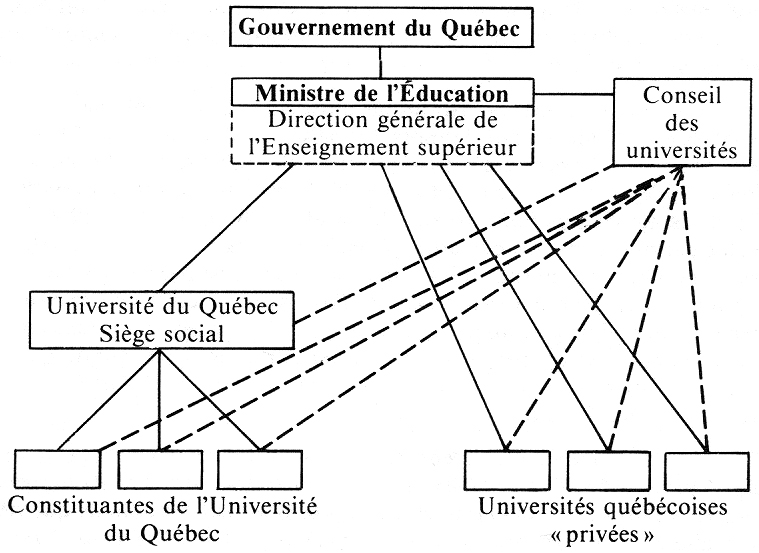 Gouvernement du Québec
Ministre de l'Éducation
Direction générale de
l'Enseignement supérieur
Conseil
des
universités
Université du Québec
Siège social
Constituantes de l'Université
du Québec
Universités québécoises
« privées »